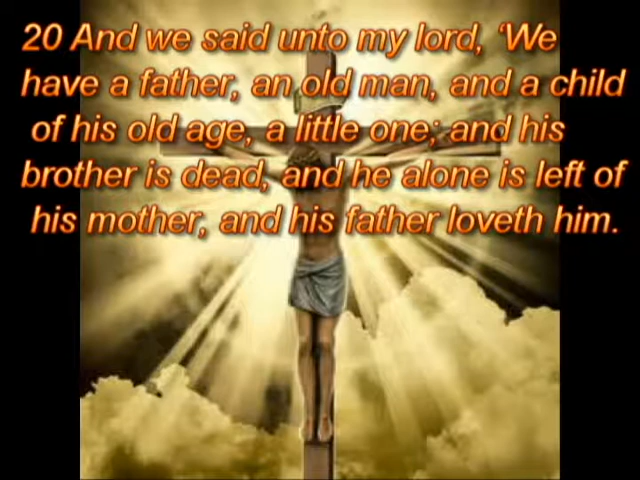 20 And we said unto my lord, ‘We
have a father, an old man, and a child
of his old age, a little one; and his
brother is dead, and he alone is left of
his mother, and his father loveth him.